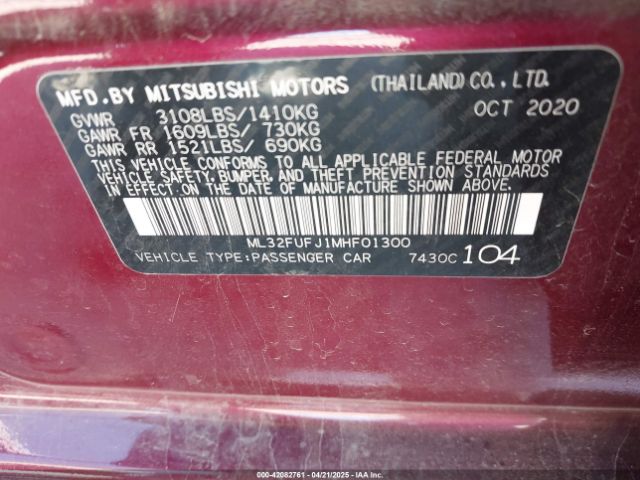 MFD.BY MITSUBISHI MOTORS (THAILAND) CO., LTD.
GVWR 3108LBS/1410KG OCT 2020
GAWR FR 1609LBS/ 730KG
GAWR RR 1521LBS/ 690KG
THIS VEHICLE CONFORMS TO ALL APPLICABLE FEDERAL MOTOR
VEHICLE SAFETY, BUMPER, AND THEFT PREVENTION STANDARDS
IN EFFECT ON THE DATE OF MANUFACTURE SHOWN ABOVE.
ML32FUFJ1MHF01300
VEHICLE TYPE:PASSENGER CAR 7430C 104
000-42082761 - 04/21/2025 - IAAI.COM